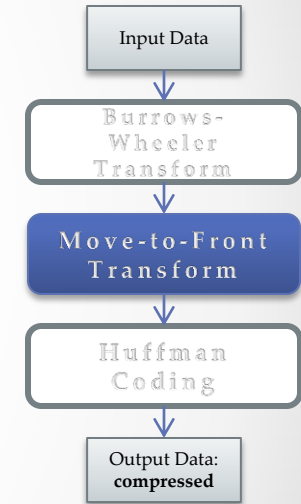 Input Data
Burrows-
Wheeler
Transform
Move-to-Front
Transform
Huffman
Coding
Output Data:
compressed